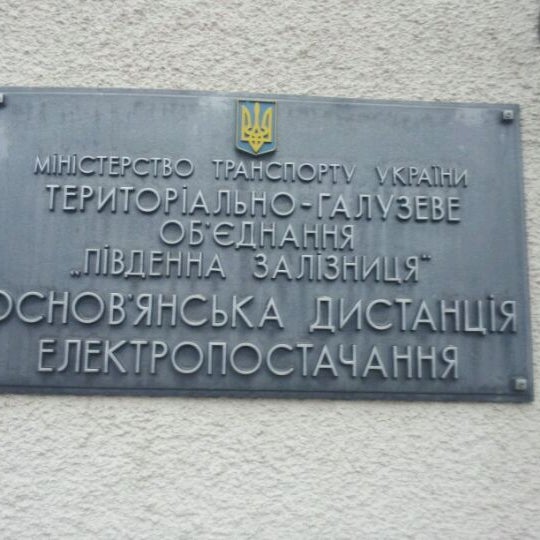 МІНІСТЕРСТВО ТРАНСПОРТУ УКРАЇНИ
ТЕРИТОРІАЛЬНО-ГАЛУЗЕВЕ
ОБ'ЄДНАННЯ
„ПІВДЕННА ЗАЛІЗНИЦЯ"
ОСНОВ'ЯНСЬКА ДИСТАНЦІЯ
ЕЛЕКТРОПОСТАЧАННЯ